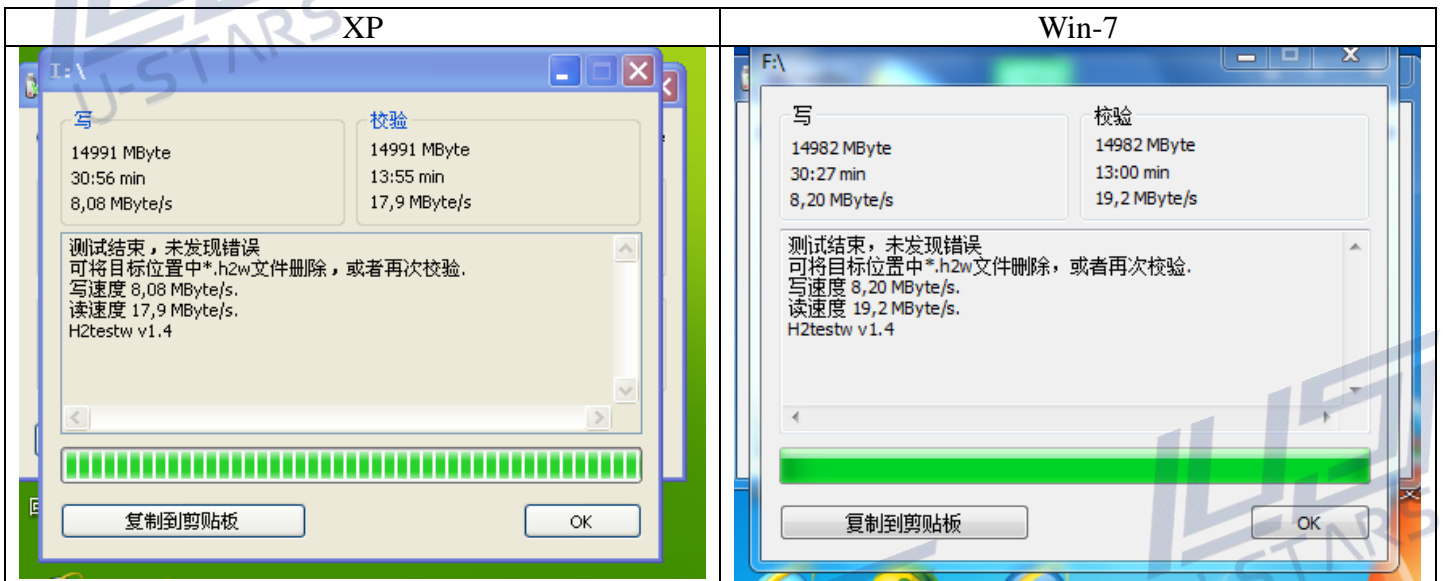 XP
Win-7
I:\
写
校验
14991 MByte
14991 MByte
30:56 min
13:55 min
8,08 MByte/s
17,9 MByte/s
测试结束，未发现错误
可将目标位置中*.h2w文件删除，或者再次校验.
写速度 8,08 MByte/s.
读速度 17,9 MByte/s.
H2testw v1.4
复制到剪贴板
OK
F:\
写
校验
14982 MByte
14982 MByte
30:27 min
13:00 min
8,20 MByte/s
19,2 MByte/s
测试结束，未发现错误
可将目标位置中*.h2w文件删除，或者再次校验.
写速度 8,20 MByte/s.
读速度 19,2 MByte/s.
H2testw v1.4
复制到剪贴板
OK
U-STARS